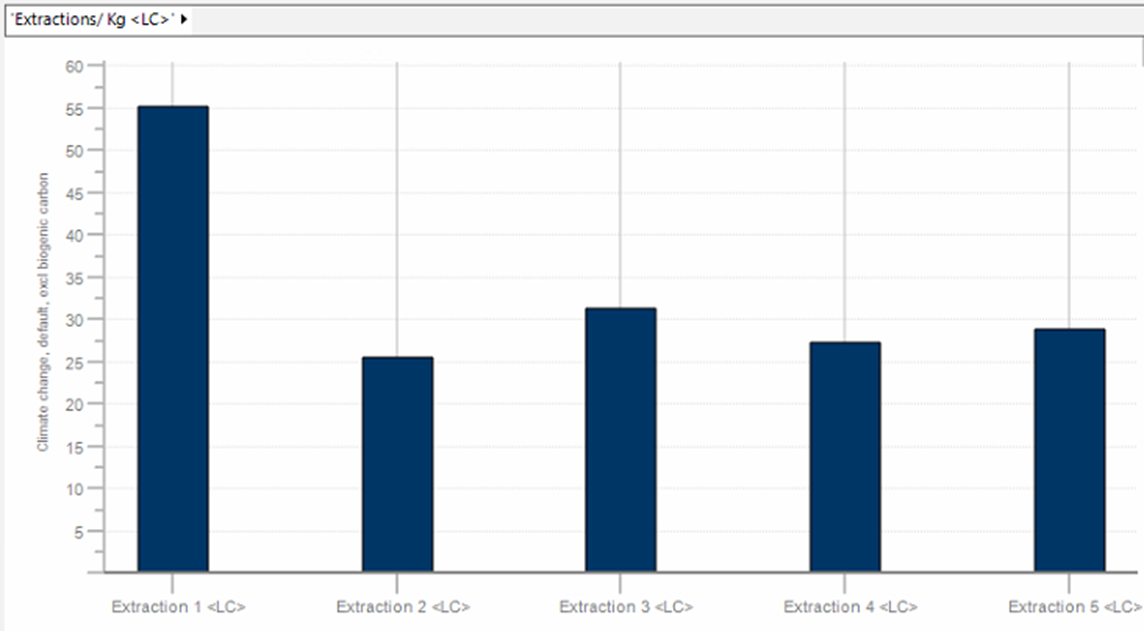 'Extractions/ Kg <LC>'
Climate change, default, excl biogenic carbon
60
55
50
45
40
35
30
25
20
15
10
5
Extraction 1 <LC>
Extraction 2 <LC>
Extraction 3 <LC>
Extraction 4 <LC>
Extraction 5 <LC>